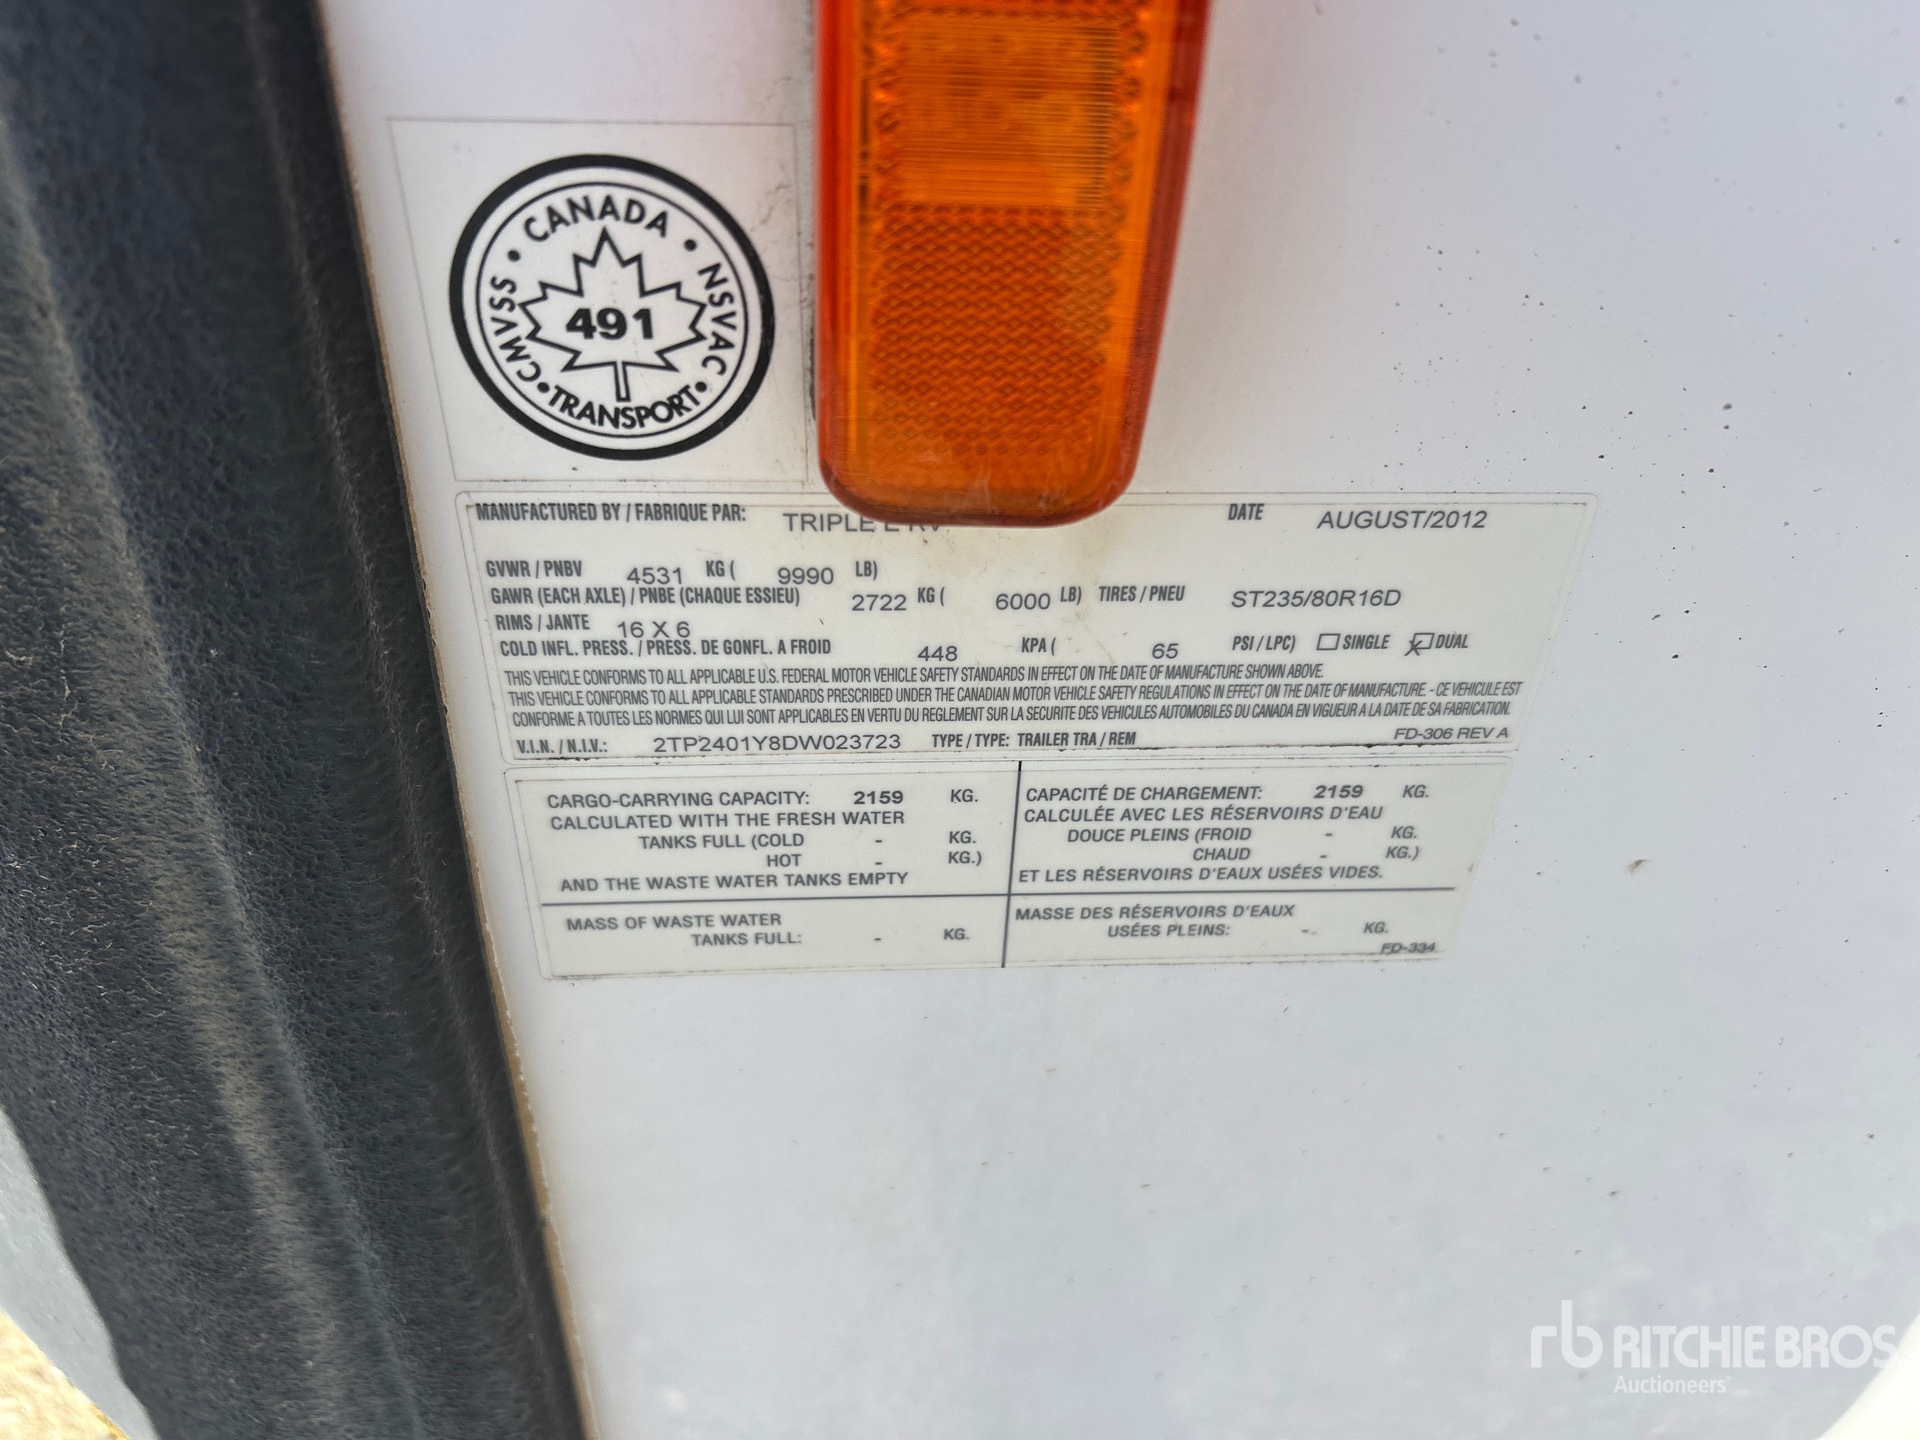 CANADA
CMVSS • NSVAC
491
TRANSPORT
MANUFACTURED BY / FABRIQUE PAR: TRIPLE E RV DATE AUGUST/2012
GVWR / PNBV 4531 KG ( 9990 LB)
GAWR (EACH AXLE) / PNBE (CHAQUE ESSIEU) 2722 KG ( 6000 LB) TIRES / PNEU ST235/80R16D
RIMS / JANTE 16 X 6
COLD INFL. PRESS. / PRESS. DE GONFL. A FROID 448 KPA ( 65 PSI / LPC) SINGLE DUAL
THIS VEHICLE CONFORMS TO ALL APPLICABLE U.S. FEDERAL MOTOR VEHICLE SAFETY STANDARDS IN EFFECT ON THE DATE OF MANUFACTURE SHOWN ABOVE.
THIS VEHICLE CONFORMS TO ALL APPLICABLE STANDARDS PRESCRIBED UNDER THE CANADIAN MOTOR VEHICLE SAFETY REGULATIONS IN EFFECT ON THE DATE OF MANUFACTURE. - CE VEHICULE EST
CONFORME A TOUTES LES NORMES QUI LUI SONT APPLICABLES EN VERTU DU REGLEMENT SUR LA SECURITE DES VEHICULES AUTOMOBILES DU CANADA EN VIGUEUR A LA DATE DE SA FABRICATION.
V.I.N. / N.I.V.: 2TP2401Y8DW023723 TYPE / TYPE: TRAILER TRA / REM FD-306 REV A
CARGO-CARRYING CAPACITY: 2159 KG.
CALCULATED WITH THE FRESH WATER
TANKS FULL (COLD - KG.
HOT - KG.)
AND THE WASTE WATER TANKS EMPTY
MASS OF WASTE WATER
TANKS FULL: - KG.
CAPACITÉ DE CHARGEMENT: 2159 KG.
CALCULÉE AVEC LES RÉSERVOIRS D'EAU
DOUCE PLEINS (FROID - KG.
CHAUD - KG.)
ET LES RÉSERVOIRS D'EAUX USÉES VIDES.
MASSE DES RÉSERVOIRS D'EAUX
USÉES PLEINS: - KG.
FD-334
rb RITCHIE BROS
Auctioneers